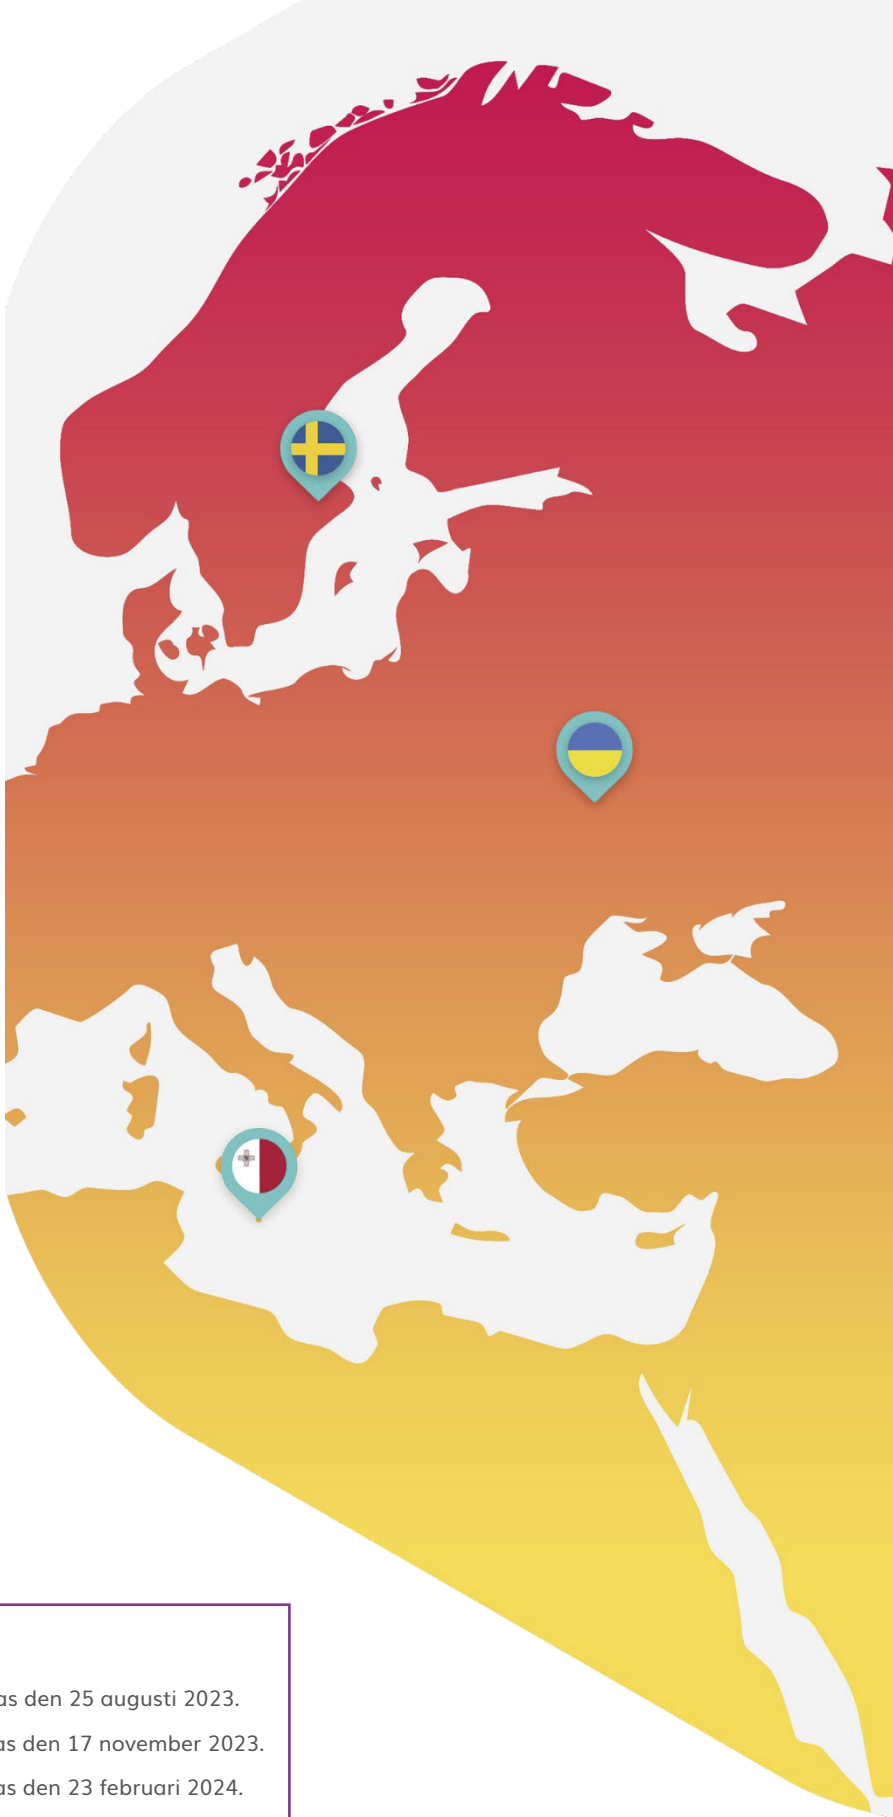 as den 25 augusti 2023.
as den 17 november 2023.
as den 23 februari 2024.